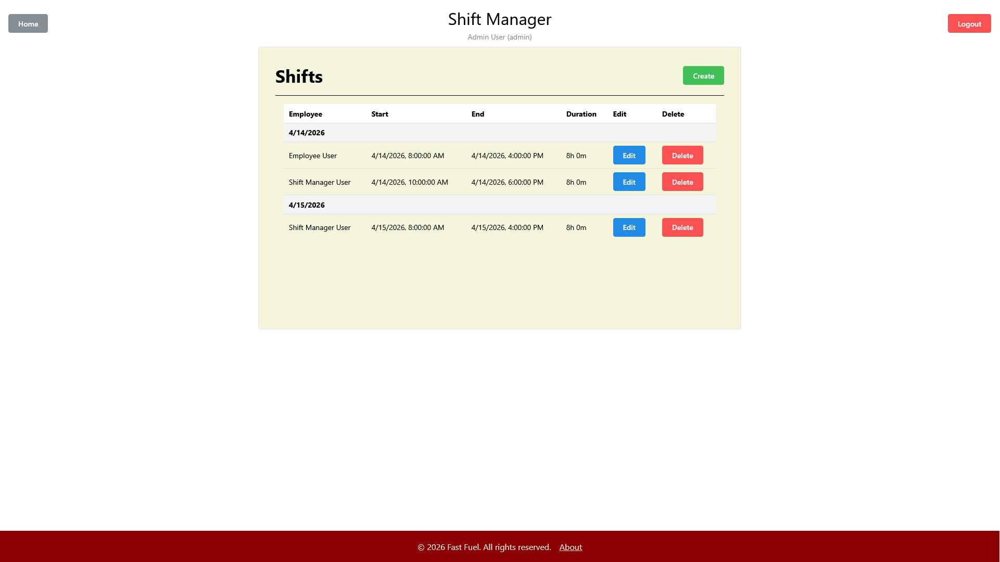 Home
Shift Manager
Logout
Admin User (admin)
Shifts
Create
Employee Start End Duration Edit Delete
4/14/2026
Employee User 4/14/2026, 8:00:00 AM 4/14/2026, 4:00:00 PM 8h 0m Edit Delete
Shift Manager User 4/14/2026, 10:00:00 AM 4/14/2026, 6:00:00 PM 8h 0m Edit Delete
4/15/2026
Shift Manager User 4/15/2026, 8:00:00 AM 4/15/2026, 4:00:00 PM 8h 0m Edit Delete
© 2026 Fast Fuel. All rights reserved. About